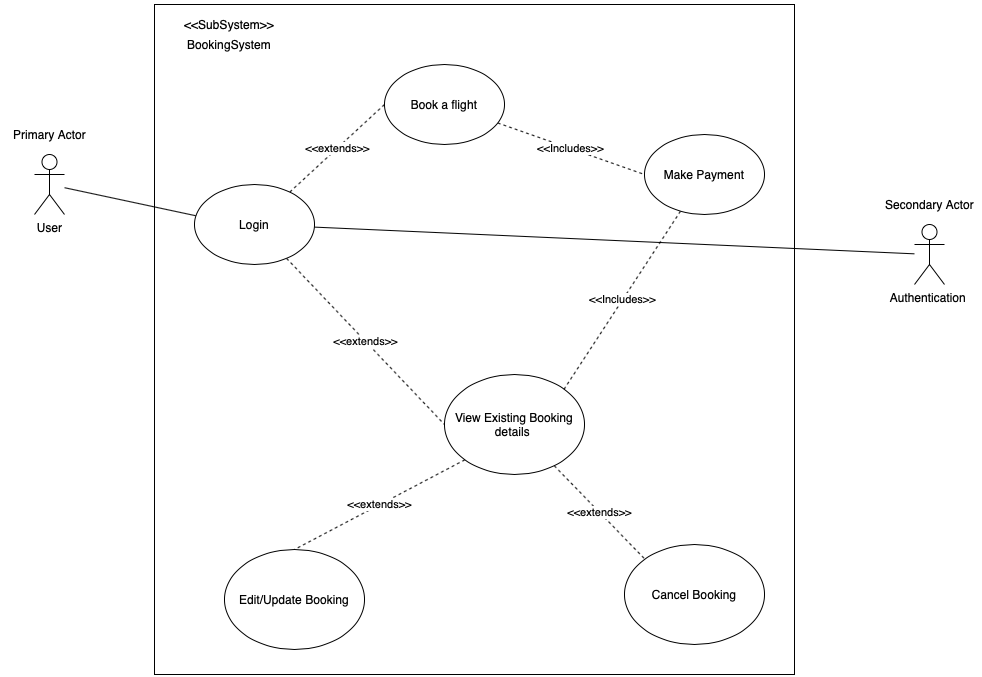 <<SubSystem>>
BookingSystem
Book a flight
Primary Actor
<<extends>>
<<Includes>>
Make Payment
Secondary Actor
User
Login
Authentication
<<Includes>>
<<extends>>
View Existing Booking
details
<<extends>>
<<extends>>
Edit/Update Booking
Cancel Booking